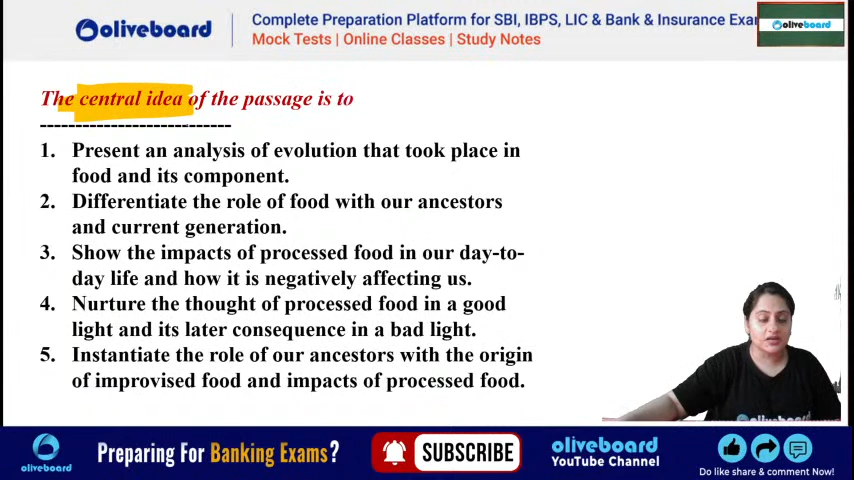 oliveboard
Complete Preparation Platform for SBI, IBPS, LIC & Bank & Insurance Exa
Mock Tests | Online Classes | Study Notes
oliveboard
The central idea of the passage is to
---------------------------
1. Present an analysis of evolution that took place in
food and its component.
2. Differentiate the role of food with our ancestors
and current generation.
3. Show the impacts of processed food in our day-to-
day life and how it is negatively affecting us.
4. Nurture the thought of processed food in a good
light and its later consequence in a bad light.
5. Instantiate the role of our ancestors with the origin
of improvised food and impacts of processed food.
oliveboard
oliveboard
Preparing For Banking Exams?
SUBSCRIBE
oliveboard
YouTube Channel
Do like share & comment Now!